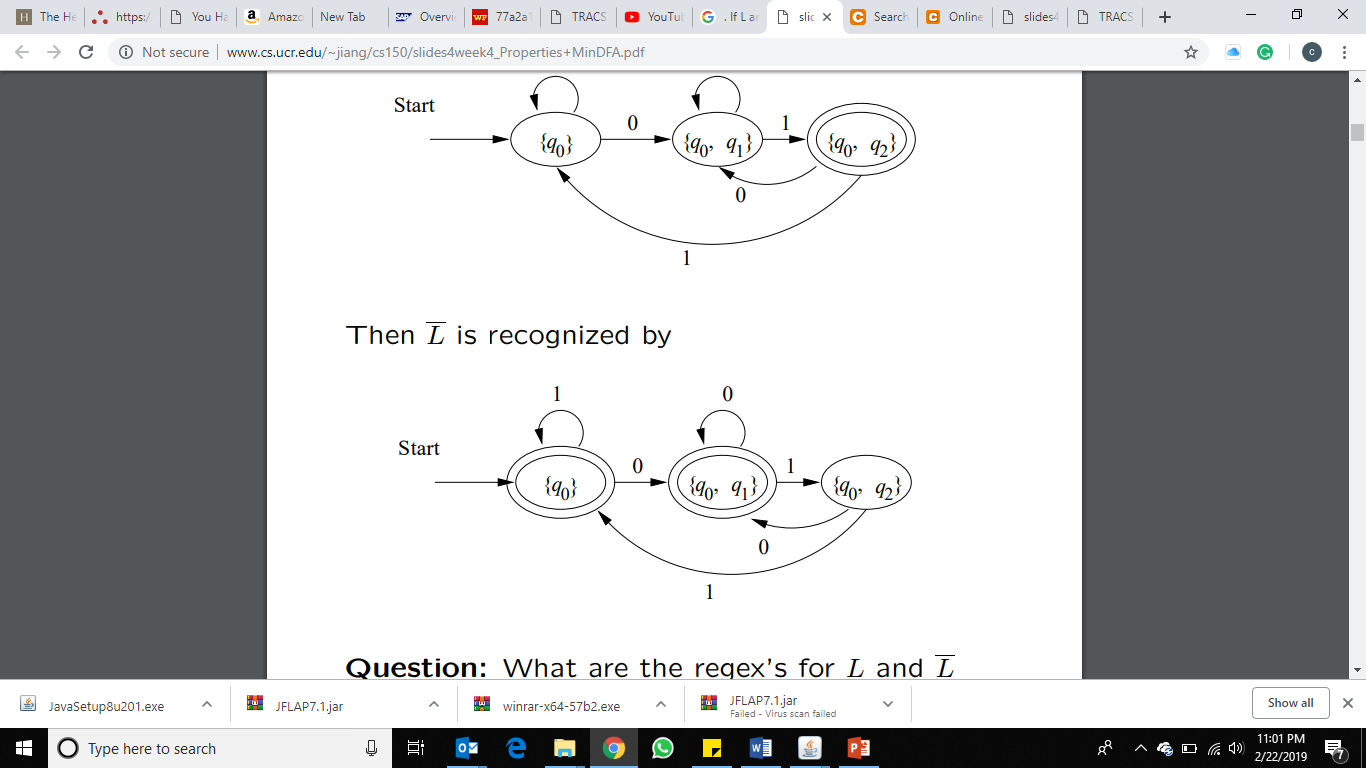 The He
https:/
You Ha
Amazo
New Tab
Overvi
77a2a1
TRACS
YouTul
. If L ar
slic
Search
Online
slides4
TRACS
Not secure | www.cs.ucr.edu/~jiang/cs150/slides4week4_Properties+MinDFA.pdf
Start
0
1
{q0}
{q0, q1}
{q0, q2}
0
1
Then L̅ is recognized by
1
0
Start
0
1
{q0}
{q0, q1}
{q0, q2}
0
1
Question: What are the regex's for L and L̅
JavaSetup8u201.exe
JFLAP7.1.jar
winrar-x64-57b2.exe
JFLAP7.1.jar
Failed - Virus scan failed
Show all
Type here to search
11:01 PM
2/22/2019
7